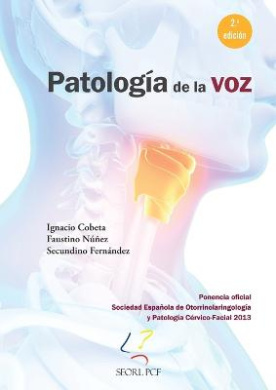 2.ª
edición
Patología de la voz
Ignacio Cobeta
Faustino Núñez
Secundino Fernández
Ponencia oficial
Sociedad Española de Otorrinolaringología
y Patología Cérvico-Facial 2013
SEORL PCF